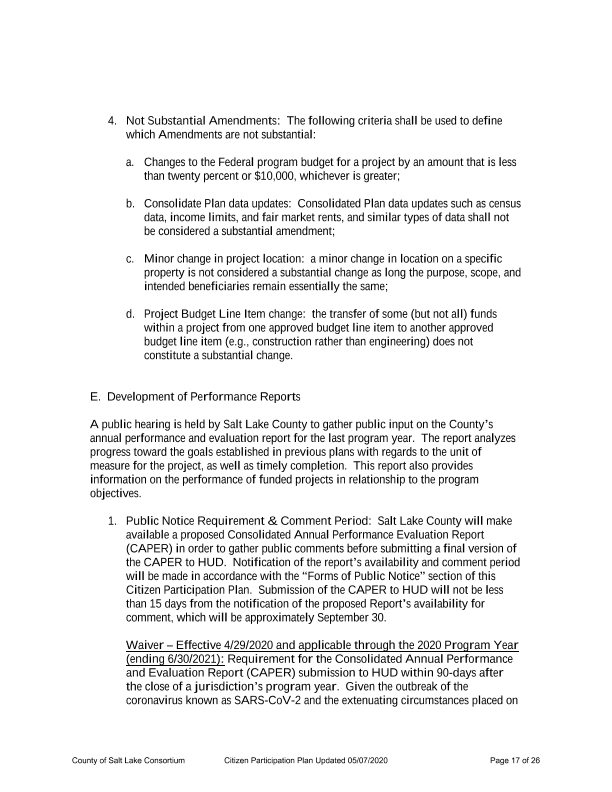 4. Not Substantial Amendments: The following criteria shall be used to define
which Amendments are not substantial:
a. Changes to the Federal program budget for a project by an amount that is less
than twenty percent or $10,000, whichever is greater;
b. Consolidate Plan data updates: Consolidated Plan data updates such as census
data, income limits, and fair market rents, and similar types of data shall not
be considered a substantial amendment;
c. Minor change in project location: a minor change in location on a specific
property is not considered a substantial change as long the purpose, scope, and
intended beneficiaries remain essentially the same;
d. Project Budget Line Item change: the transfer of some (but not all) funds
within a project from one approved budget line item to another approved
budget line item (e.g., construction rather than engineering) does not
constitute a substantial change.
E. Development of Performance Reports
A public hearing is held by Salt Lake County to gather public input on the County's
annual performance and evaluation report for the last program year. The report analyzes
progress toward the goals established in previous plans with regards to the unit of
measure for the project, as well as timely completion. This report also provides
information on the performance of funded projects in relationship to the program
objectives.
1. Public Notice Requirement & Comment Period: Salt Lake County will make
available a proposed Consolidated Annual Performance Evaluation Report
(CAPER) in order to gather public comments before submitting a final version of
the CAPER to HUD. Notification of the report's availability and comment period
will be made in accordance with the “Forms of Public Notice” section of this
Citizen Participation Plan. Submission of the CAPER to HUD will not be less
than 15 days from the notification of the proposed Report's availability for
comment, which will be approximately September 30.
Waiver – Effective 4/29/2020 and applicable through the 2020 Program Year
(ending 6/30/2021): Requirement for the Consolidated Annual Performance
and Evaluation Report (CAPER) submission to HUD within 90-days after
the close of a jurisdiction's program year. Given the outbreak of the
coronavirus known as SARS-CoV-2 and the extenuating circumstances placed on
County of Salt Lake Consortium Citizen Participation Plan Updated 05/07/2020 Page 17 of 26